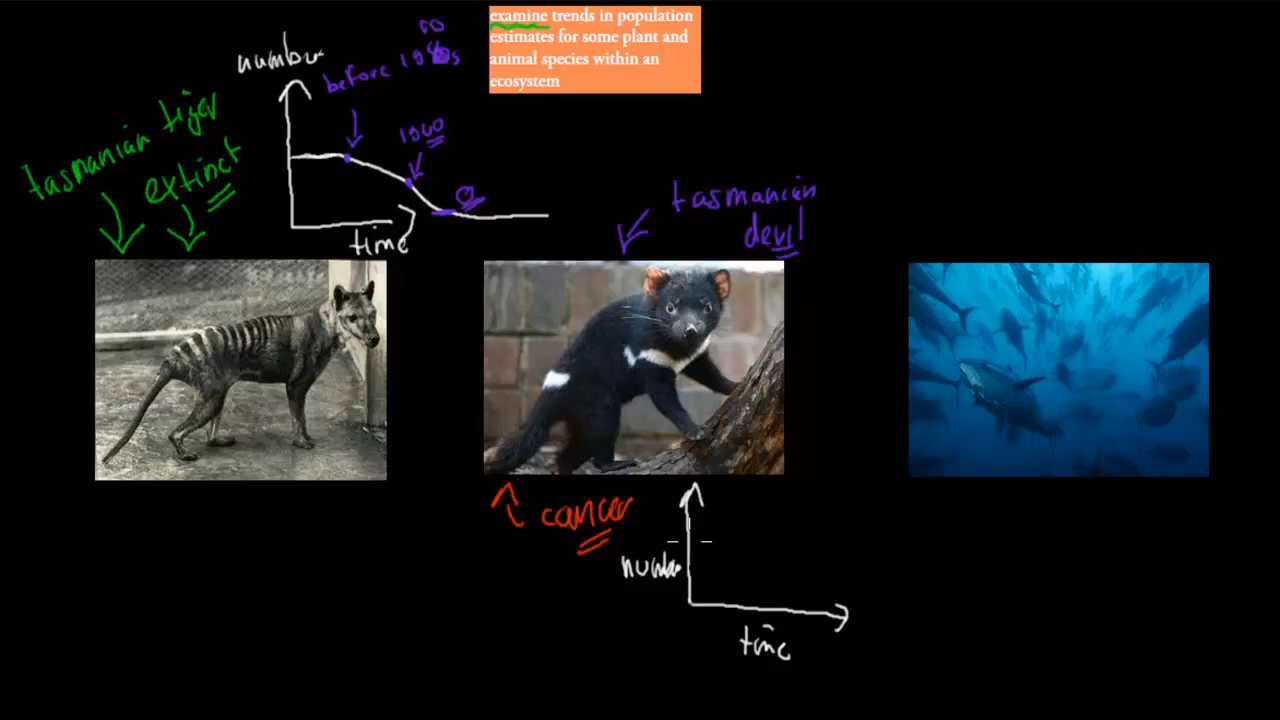 examine trends in population
estimates for some plant and
animal species within an
ecosystem
number
before 19 s
1900
time
tasmanian tiger
extinct
tasmanian
devil
cancer
number
time